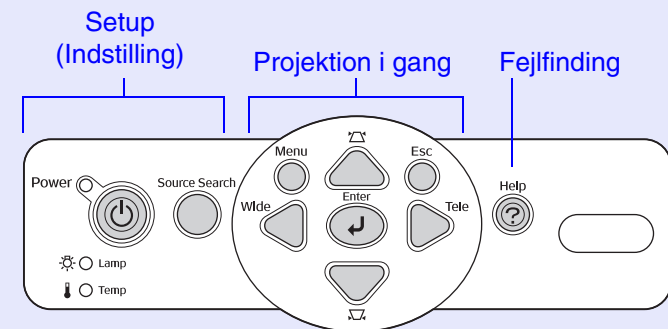 Setup
(Indstilling)
Projektion i gang
Fejlfinding
Menu
Esc
Power
Source Search
Wide
Enter
Tele
Help
?
Lamp
Temp